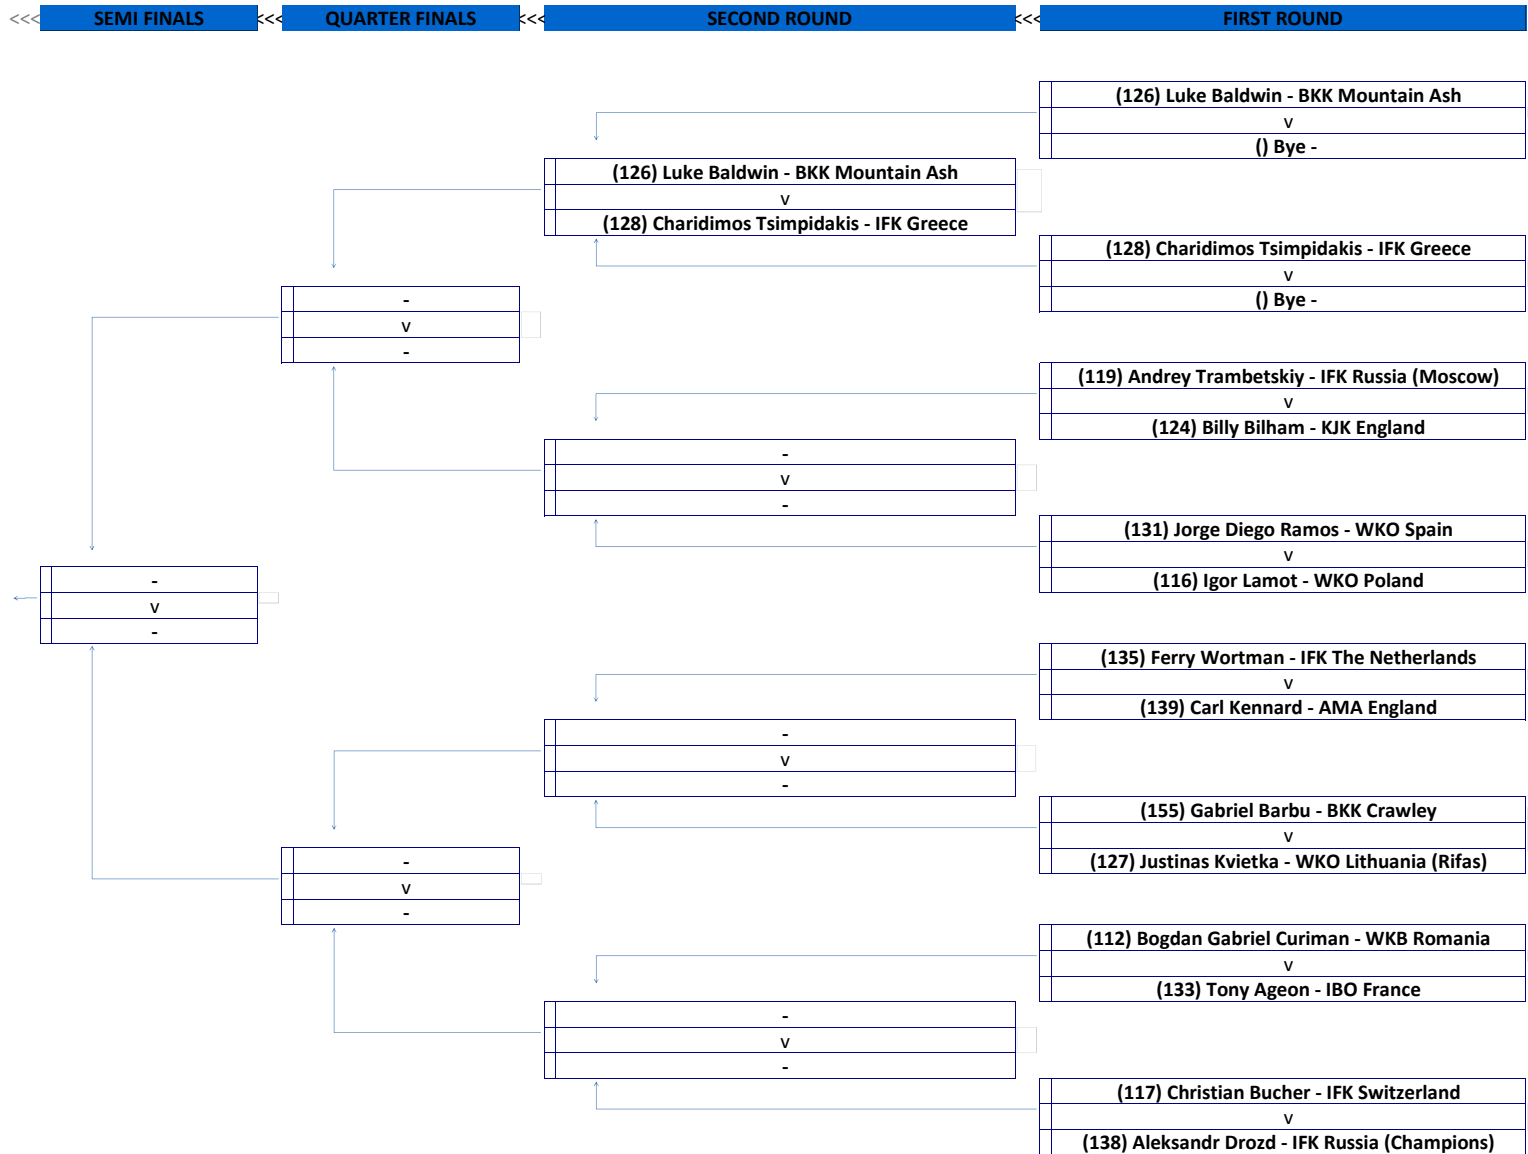 <<< SEMI FINALS <<< QUARTER FINALS <<< SECOND ROUND <<< FIRST ROUND
(126) Luke Baldwin - BKK Mountain Ash
v
() Bye -
(126) Luke Baldwin - BKK Mountain Ash
v
(128) Charidimos Tsimpidakis - IFK Greece
(128) Charidimos Tsimpidakis - IFK Greece
v
() Bye -
-
v
-
(119) Andrey Trambetskiy - IFK Russia (Moscow)
v
(124) Billy Bilham - KJK England
-
v
-
(131) Jorge Diego Ramos - WKO Spain
v
(116) Igor Lamot - WKO Poland
-
v
-
(135) Ferry Wortman - IFK The Netherlands
v
(139) Carl Kennard - AMA England
-
v
-
(155) Gabriel Barbu - BKK Crawley
v
(127) Justinas Kvietka - WKO Lithuania (Rifas)
-
v
-
(112) Bogdan Gabriel Curiman - WKB Romania
v
(133) Tony Ageon - IBO France
-
v
-
(117) Christian Bucher - IFK Switzerland
v
(138) Aleksandr Drozd - IFK Russia (Champions)